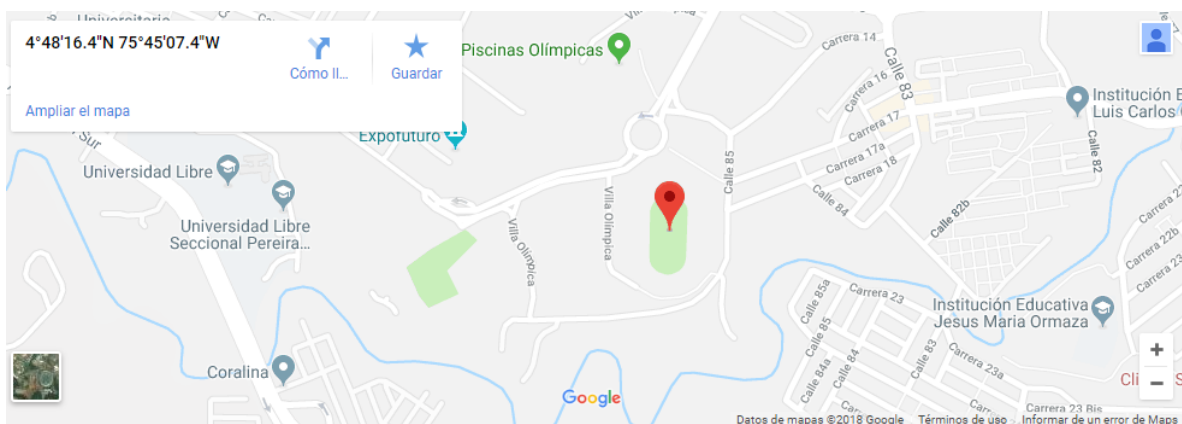 Universitaria
4°48'16.4"N 75°45'07.4"W
Cómo ll...
Guardar
Ampliar el mapa
Piscinas Olímpicas
Expofuturo
Sur
Universidad Libre
Universidad Libre
Seccional Pereira...
Coralina
Villa Olímpica
Villa Olímpica
Calle 85
Carrera 14
Calle 83
Carrera 16
Carrera 17
Carrera 17a
Carrera 18
Calle 84
Calle 82b
Calle 82
Institución E
Luis Carlos
Carrera 22b
Institución Educativa
Jesus Maria Ormaza
Calle 85a
Carrera 23
Calle 85
Calle 84
Calle 84a
Calle 83
Carrera 23a
Carrera 23 Bis
Google
Datos de mapas ©2018 Google Términos de uso Informar de un error de Maps